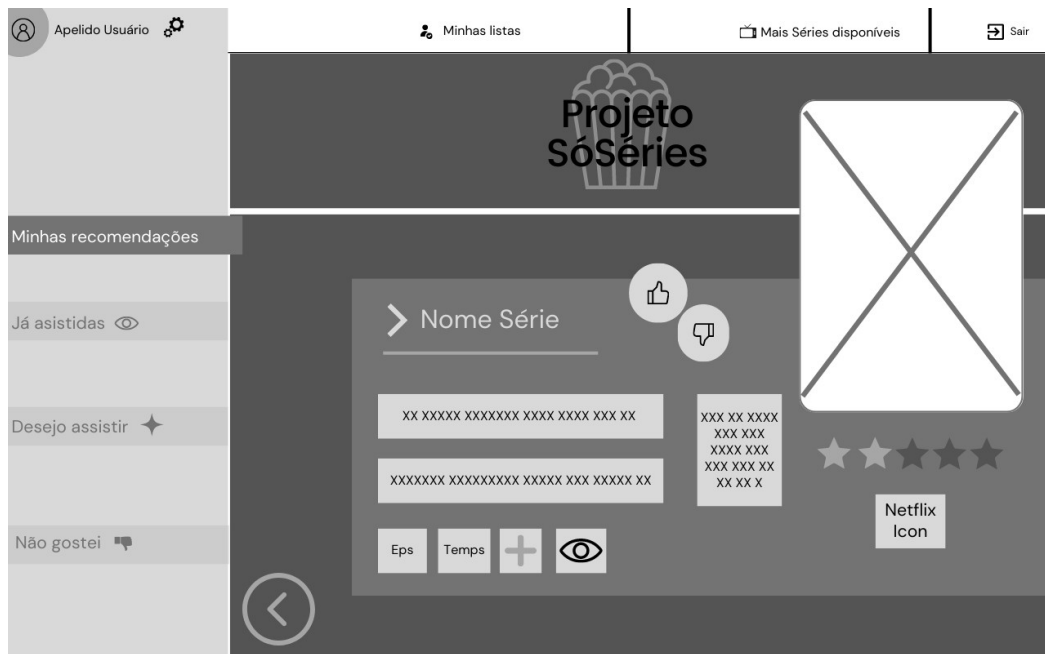 Apelido Usuário
Minhas listas
Mais Séries disponíveis
Sair
Projeto
SóSéries
Minhas recomendações
Já asistidas
Desejo assistir
Não gostei
Nome Série
XX XXXXX XXXXXXX XXXX XXXX XXX XX
XXXXXXX XXXXXXXXX XXXXX XXX XXXXX XX
XXX XX XXXX
XXX XXX
XXXX XXX
XXX XXX XX
XX XX X
Eps
Temps
Netflix
Icon